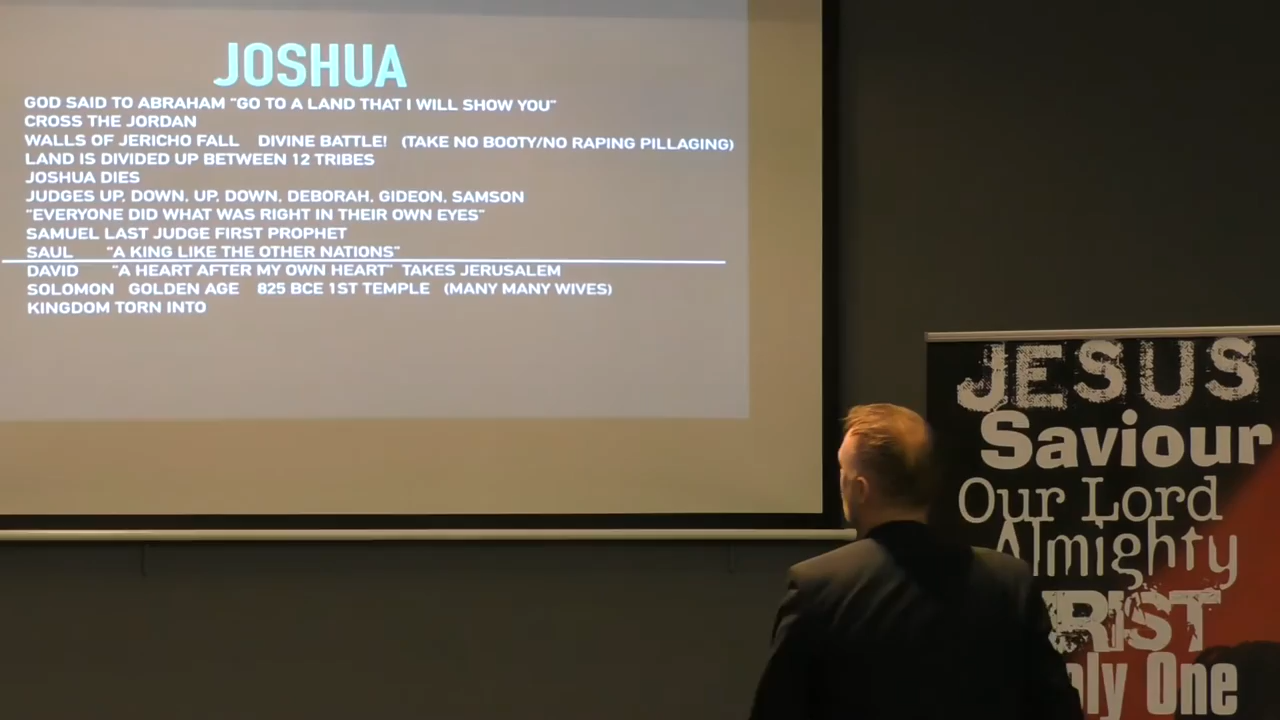 JOSHUA
GOD SAID TO ABRAHAM "GO TO A LAND THAT I WILL SHOW YOU"
CROSS THE JORDAN
WALLS OF JERICHO FALL DIVINE BATTLE! (TAKE NO BOOTY/NO RAPING PILLAGING)
LAND IS DIVIDED UP BETWEEN 12 TRIBES
JOSHUA DIES
JUDGES UP, DOWN, UP, DOWN, DEBORAH, GIDEON, SAMSON
"EVERYONE DID WHAT WAS RIGHT IN THEIR OWN EYES"
SAMUEL LAST JUDGE FIRST PROPHET
SAUL "A KING LIKE THE OTHER NATIONS"
DAVID "A HEART AFTER MY OWN HEART" TAKES JERUSALEM
SOLOMON GOLDEN AGE 825 BCE 1ST TEMPLE (MANY MANY WIVES)
KINGDOM TORN INTO
JESUS
Saviour
Our Lord
Almighty
RIST
nly One